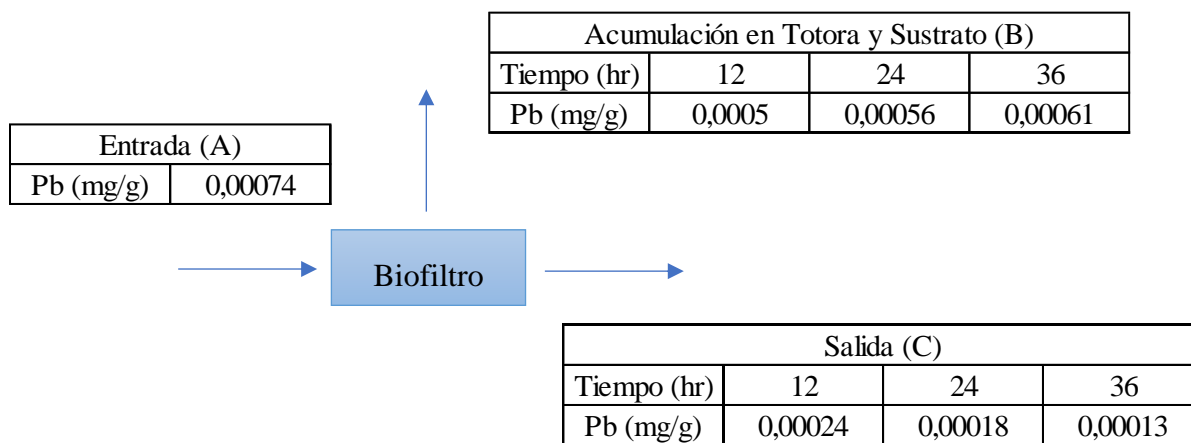 Acumulación en Totora y Sustrato (B)
Tiempo (hr) 12 24 36
Pb (mg/g) 0,0005 0,00056 0,00061
Entrada (A)
Pb (mg/g) 0,00074
Biofiltro
Salida (C)
Tiempo (hr) 12 24 36
Pb (mg/g) 0,00024 0,00018 0,00013